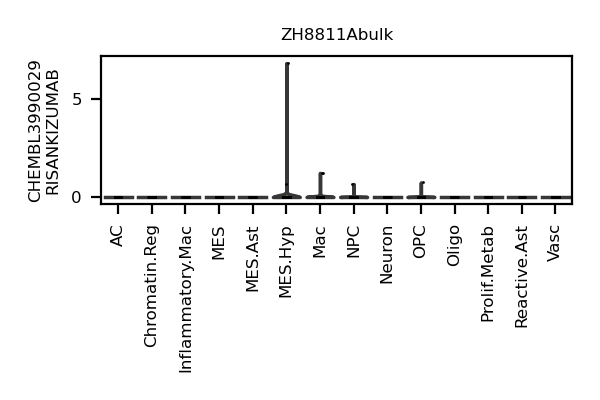 ZH8811Abulk
CHEMBL3990029
RISANKIZUMAB
5
0
AC
Chromatin.Reg
Inflammatory.Mac
MES
MES.Ast
MES.Hyp
Mac
NPC
Neuron
OPC
Oligo
Prolif.Metab
Reactive.Ast
Vasc